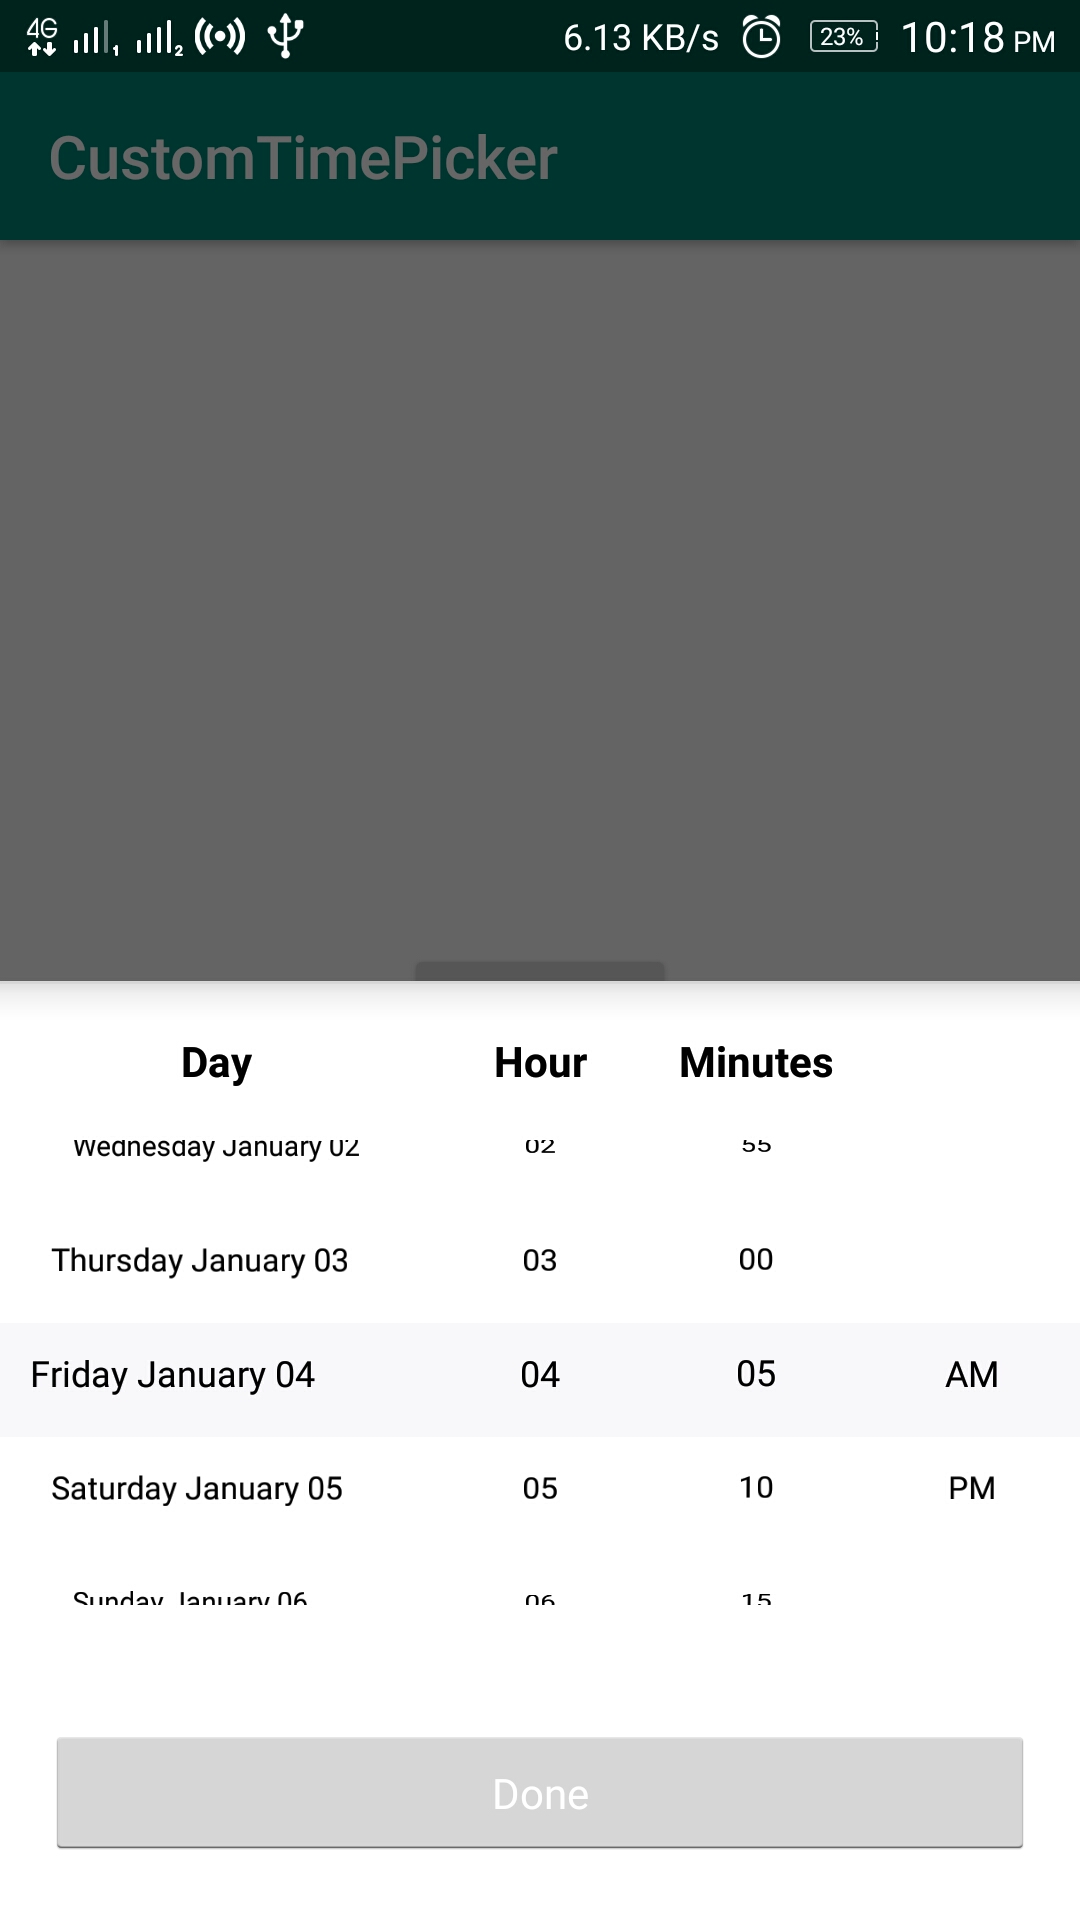 4G 1 2 6.13 KB/s 23% 10:18 PM
CustomTimePicker
Day Hour Minutes
Wednesday January 02 02 55
Thursday January 03 03 00
Friday January 04 04 05 AM
Saturday January 05 05 10 PM
Sunday January 06 06 15
Done